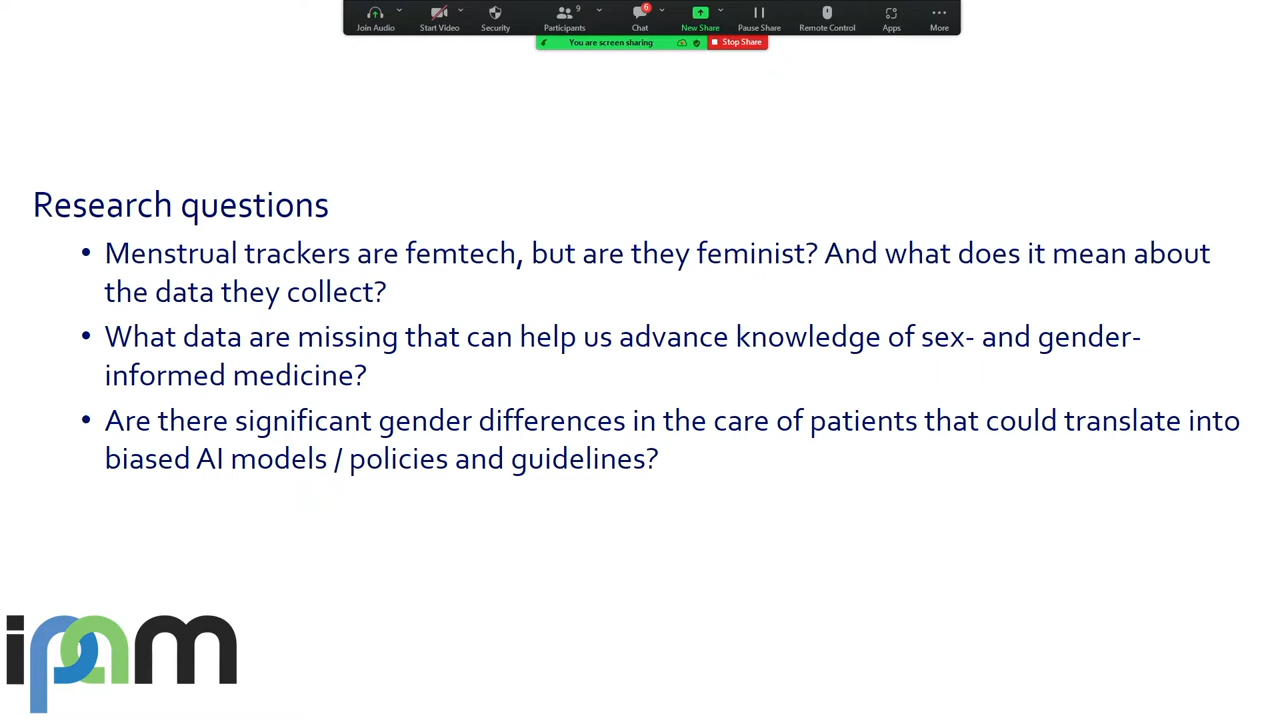 9
6
Join Audio
Start Video
Security
Participants
Chat
New Share
Pause Share
Remote Control
Apps
More
You are screen sharing
Stop Share
Research questions
• Menstrual trackers are femtech, but are they feminist? And what does it mean about
the data they collect?
• What data are missing that can help us advance knowledge of sex- and gender-
informed medicine?
• Are there significant gender differences in the care of patients that could translate into
biased AI models / policies and guidelines?
ipam